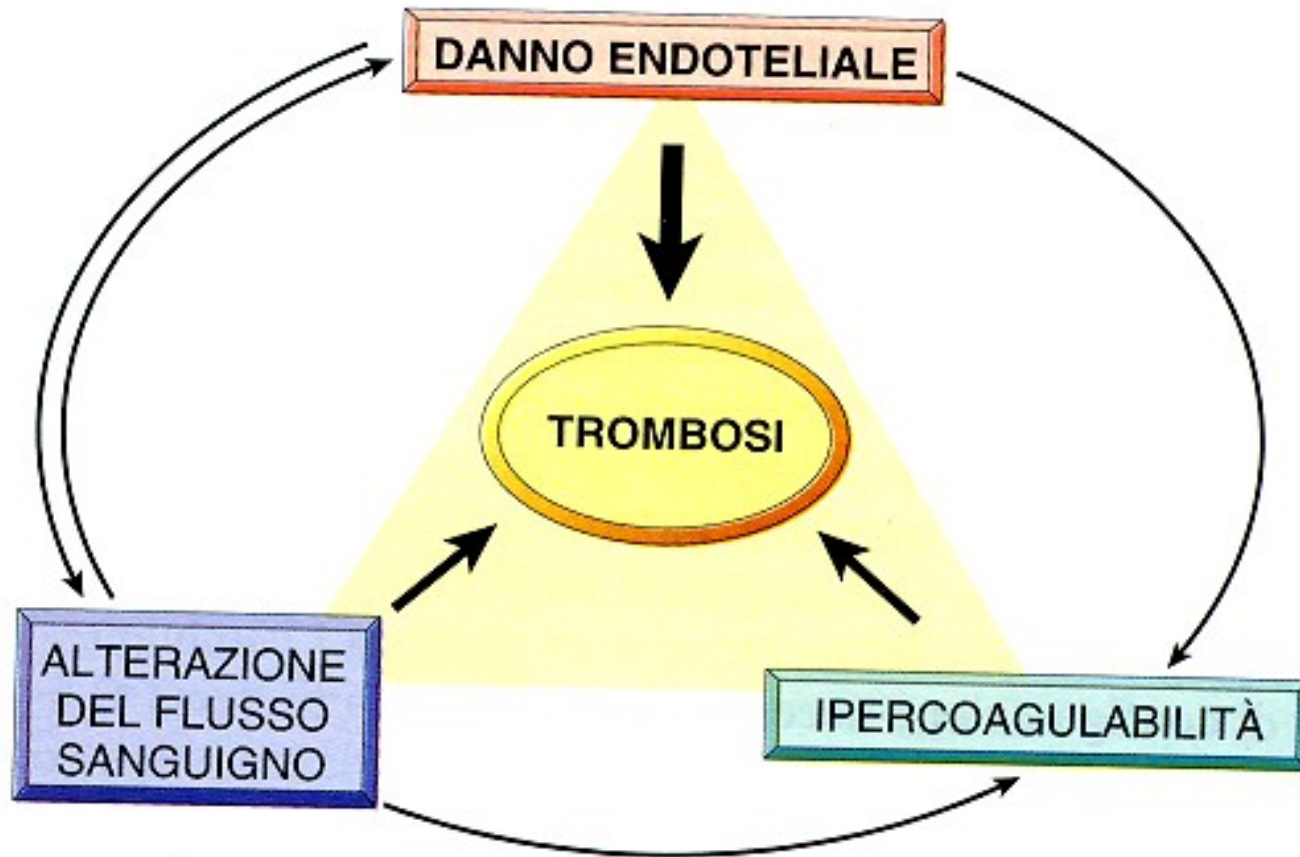 DANNO ENDOTELIALE
TROMBOSI
ALTERAZIONE
DEL FLUSSO
SANGUIGNO
IPERCOAGULABILITÀ